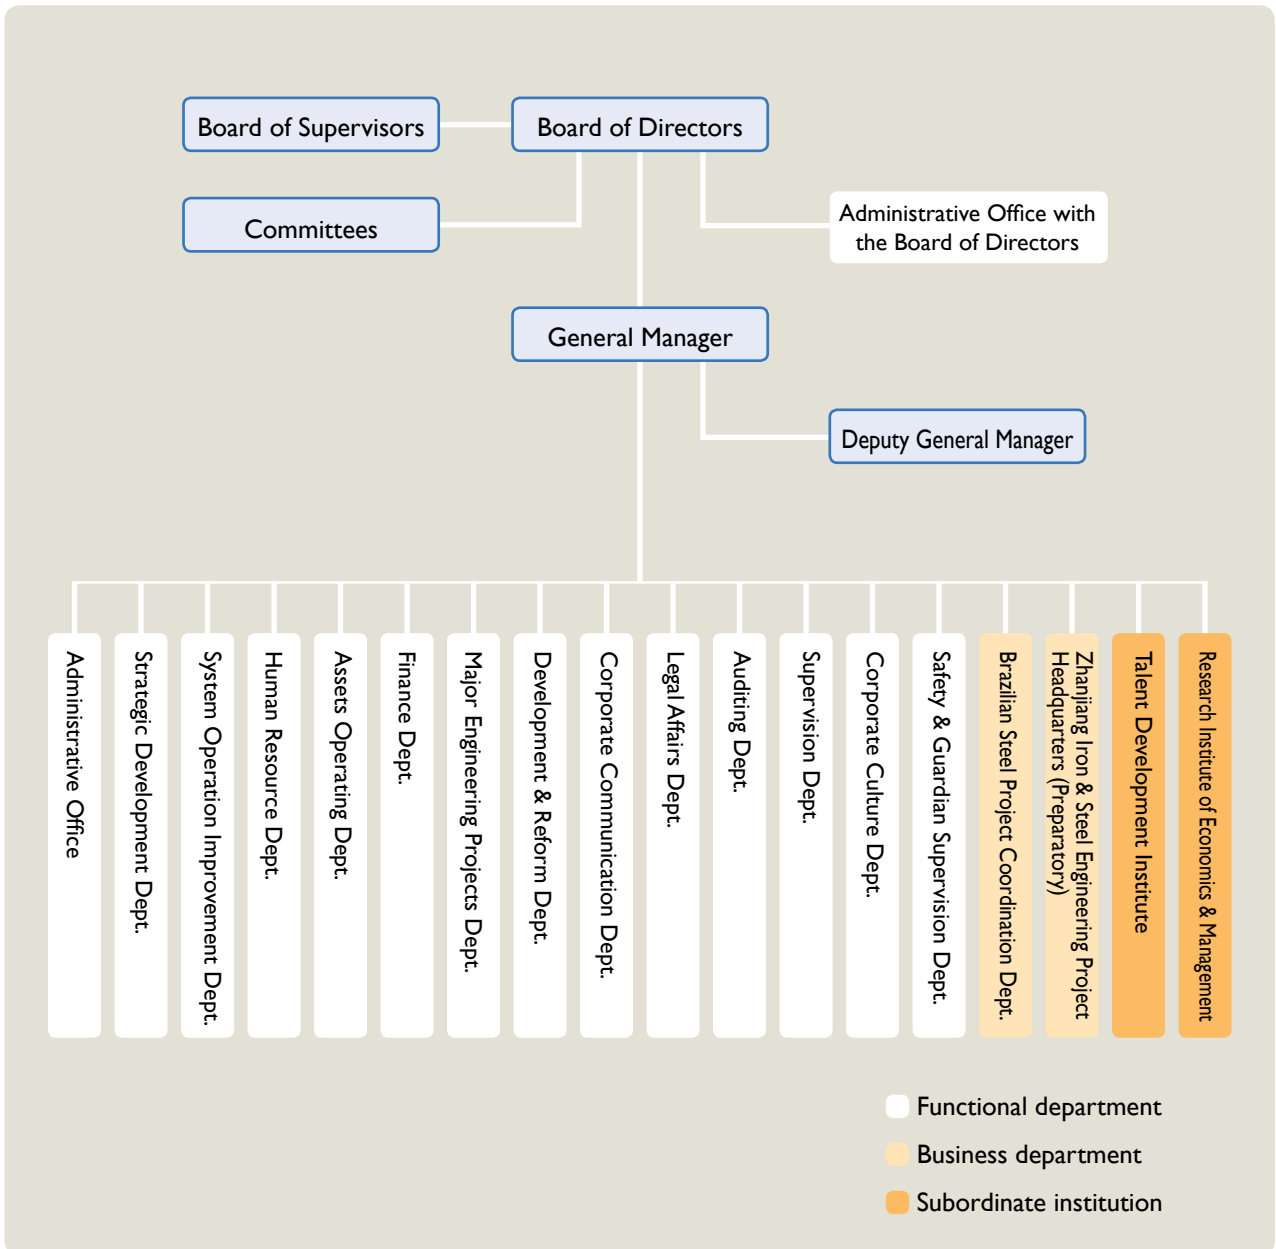 Board of Supervisors
Board of Directors
Committees
Administrative Office with
the Board of Directors
General Manager
Deputy General Manager
Administrative Office
Strategic Development Dept.
System Operation Improvement Dept.
Human Resource Dept.
Assets Operating Dept.
Finance Dept.
Major Engineering Projects Dept.
Development & Reform Dept.
Corporate Communication Dept.
Legal Affairs Dept.
Auditing Dept.
Supervision Dept.
Corporate Culture Dept.
Safety & Guardian Supervision Dept.
Brazilian Steel Project Coordination Dept.
Zhanjiang Iron & Steel Engineering Project
Headquarters (Preparatory)
Talent Development Institute
Research Institute of Economics & Management
Functional department
Business department
Subordinate institution